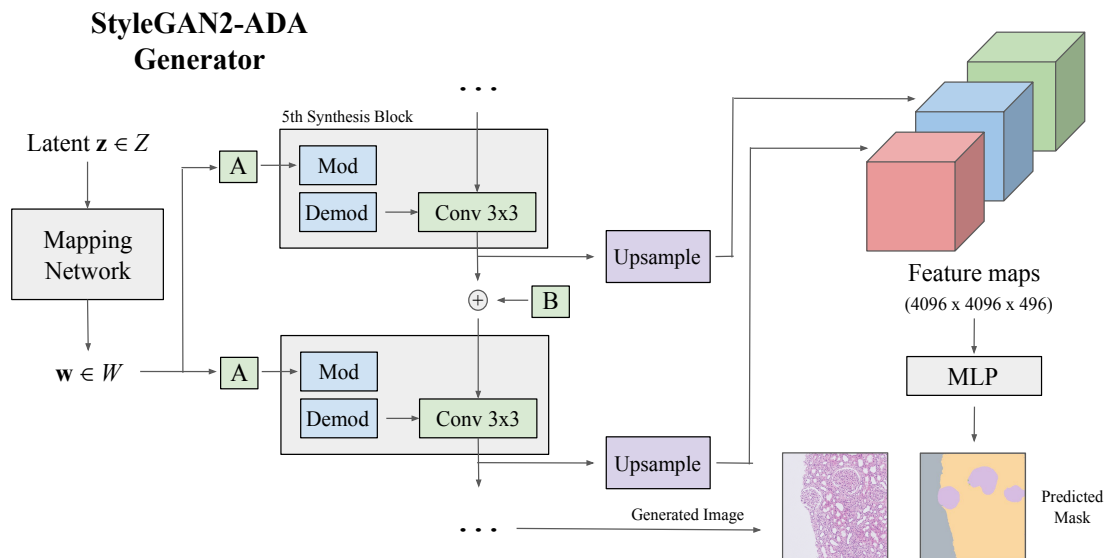 StyleGAN2-ADA
Generator
. . .
5th Synthesis Block
Latent z ∈ Z
A
Mod
Demod
Conv 3x3
Mapping
Network
Upsample
+
B
Feature maps
(4096 x 4096 x 496)
w ∈ W
A
Mod
Demod
Conv 3x3
MLP
Upsample
Generated Image
. . .
Predicted
Mask